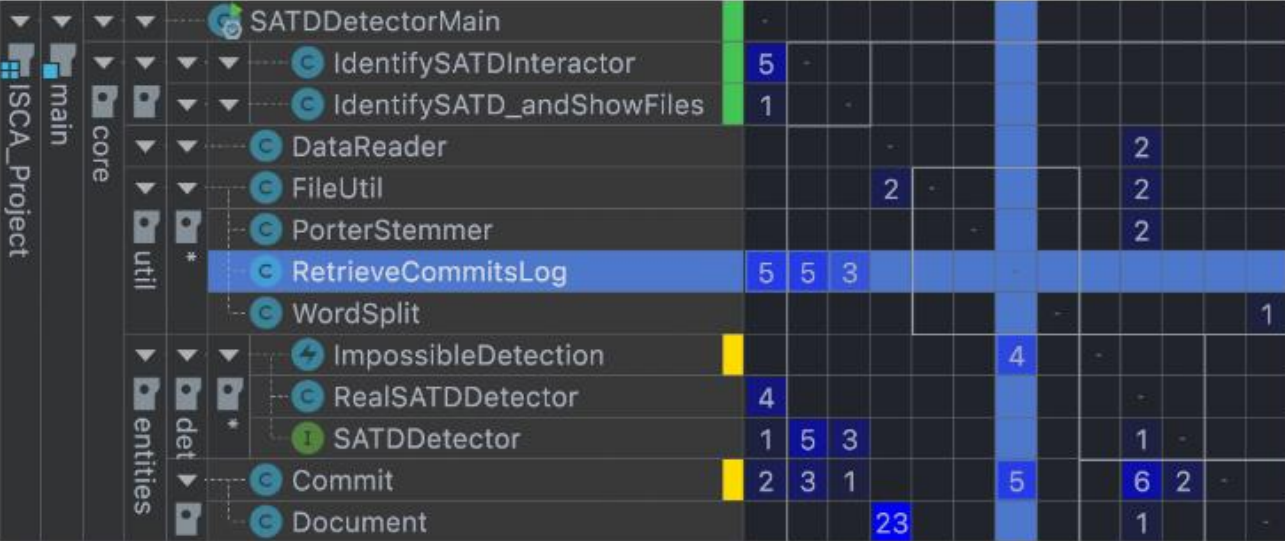 SATDDetectorMain -
IdentifySATDInteractor 5 -
IdentifySATD_andShowFiles 1 -
DataReader - 2
FileUtil 2 - 2
PorterStemmer - 2
RetrieveCommitsLog 5 5 3 -
WordSplit - 1
ImpossibleDetection 4 -
RealSATDDetector 4 -
SATDDetector 1 5 3 1 -
Commit 2 3 1 5 6 2 -
Document 23 1 -
ISCA_Project
main
core
util
*
entities
det
*
C
C
C
C
C
C
C
C
I
C
C